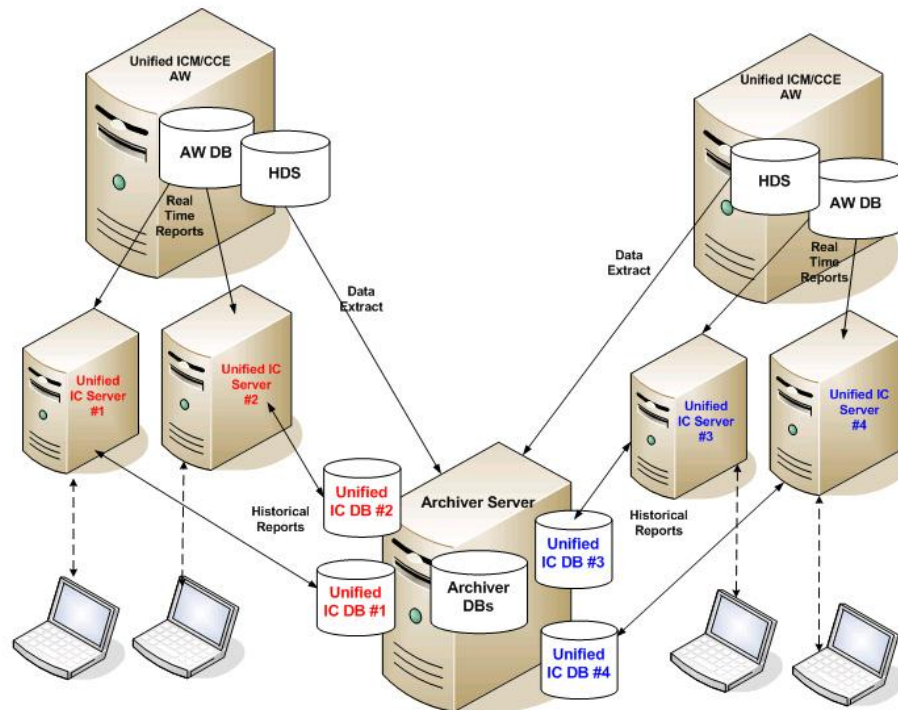 Unified ICM/CCE
AW
AW DB
HDS
Real
Time
Reports
Data
Extract
Unified ICM/CCE
AW
HDS
AW DB
Real
Time
Reports
Data
Extract
Unified
IC Server
#1
Unified IC
Server
#2
Unified
IC Server
#3
Unified IC
Server
#4
Historical
Reports
Unified
IC DB #2
Unified
IC DB #1
Archiver Server
Archiver
DBs
Unified
IC DB #3
Unified
IC DB #4
Historical
Reports